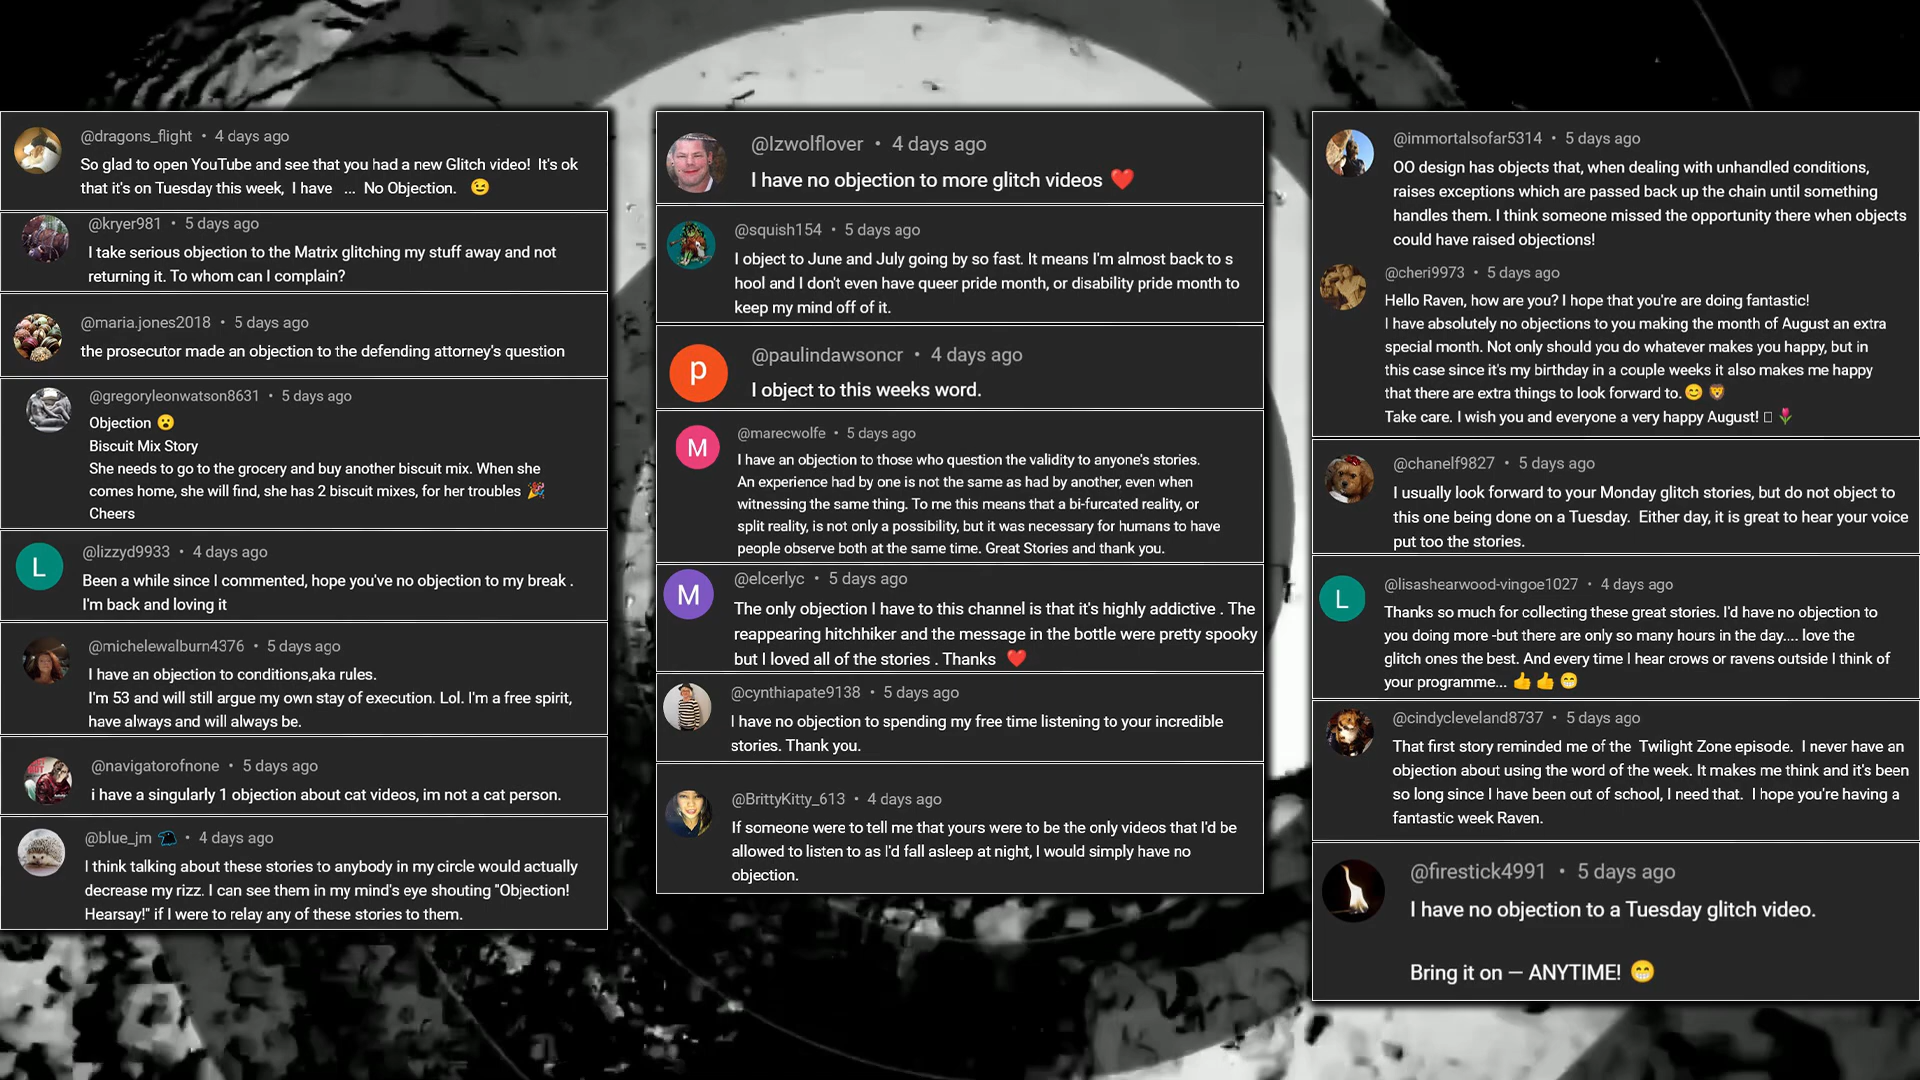 @dragons_flight • 4 days ago
So glad to open YouTube and see that you had a new Glitch video!  It's ok
that it's on Tuesday this week,  I have   ...  No Objection.   😉
@kryer981 • 5 days ago
I take serious objection to the Matrix glitching my stuff away and not
returning it. To whom can I complain?
@maria.jones2018 • 5 days ago
the prosecutor made an objection to the defending attorney's question
@gregoryleonwatson8631 • 5 days ago
Objection 😮
Biscuit Mix Story
She needs to go to the grocery and buy another biscuit mix. When she
comes home, she will find, she has 2 biscuit mixes, for her troubles 🎉
Cheers
L
@lizzyd9933 • 4 days ago
Been a while since I commented, hope you've no objection to my break .
I'm back and loving it
@michelewalburn4376 • 5 days ago
I have an objection to conditions,aka rules.
I'm 53 and will still argue my own stay of execution. Lol. I'm a free spirit,
have always and will always be.
@navigatorofnone • 5 days ago
i have a singularly 1 objection about cat videos, im not a cat person.
@blue_jm • 4 days ago
I think talking about these stories to anybody in my circle would actually
decrease my rizz. I can see them in my mind's eye shouting "Objection!
Hearsay!" if I were to relay any of these stories to them.
@lzwolflover • 4 days ago
I have no objection to more glitch videos ❤️
@squish154 • 5 days ago
I object to June and July going by so fast. It means I'm almost back to s
hool and I don't even have queer pride month, or disability pride month to
keep my mind off of it.
p
@paulindawsoncr • 4 days ago
I object to this weeks word.
M
@marecwolfe • 5 days ago
I have an objection to those who question the validity to anyone's stories.
An experience had by one is not the same as had by another, even when
witnessing the same thing. To me this means that a bi-furcated reality, or
split reality, is not only a possibility, but it was necessary for humans to have
people observe both at the same time. Great Stories and thank you.
M
@elcerlyc • 5 days ago
The only objection I have to this channel is that it's highly addictive . The
reappearing hitchhiker and the message in the bottle were pretty spooky
but I loved all of the stories . Thanks  ❤️
@cynthiapate9138 • 5 days ago
I have no objection to spending my free time listening to your incredible
stories. Thank you.
@BrittyKitty_613 • 4 days ago
If someone were to tell me that yours were to be the only videos that I'd be
allowed to listen to as I'd fall asleep at night, I would simply have no
objection.
@immortalsofar5314 • 5 days ago
OO design has objects that, when dealing with unhandled conditions,
raises exceptions which are passed back up the chain until something
handles them. I think someone missed the opportunity there when objects
could have raised objections!
@cheri9973 • 5 days ago
Hello Raven, how are you? I hope that you're are doing fantastic!
I have absolutely no objections to you making the month of August an extra
special month. Not only should you do whatever makes you happy, but in
this case since it's my birthday in a couple weeks it also makes me happy
that there are extra things to look forward to.😊 🦁
Take care. I wish you and everyone a very happy August! 🌷
@chanelf9827 • 5 days ago
I usually look forward to your Monday glitch stories, but do not object to
this one being done on a Tuesday.  Either day, it is great to hear your voice
put too the stories.
L
@lisashearwood-vingoe1027 • 4 days ago
Thanks so much for collecting these great stories. I'd have no objection to
you doing more -but there are only so many hours in the day.... love the
glitch ones the best. And every time I hear crows or ravens outside I think of
your programme... 👍 👍 😁
@cindycleveland8737 • 5 days ago
That first story reminded me of the  Twilight Zone episode.  I never have an
objection about using the word of the week. It makes me think and it's been
so long since I have been out of school, I need that.  I hope you're having a
fantastic week Raven.
@firestick4991 • 5 days ago
I have no objection to a Tuesday glitch video.
Bring it on — ANYTIME! 😁